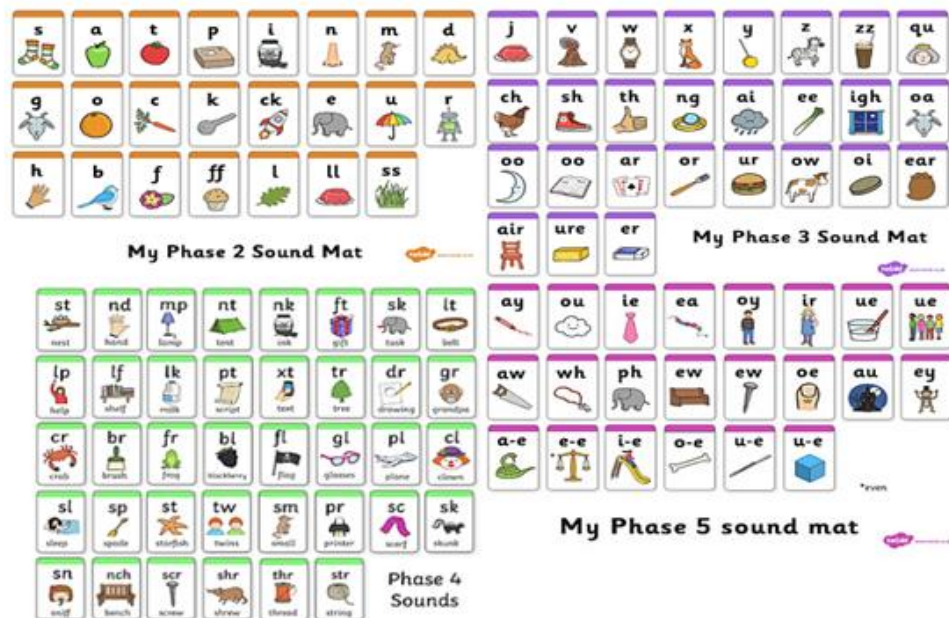 s a t p i n m d
g o c k ck e u r
h b f ff l ll ss
My Phase 2 Sound Mat
twinkl
j v w x y z zz qu
ch sh th ng ai ee igh oa
oo oo ar or ur ow oi ear
air ure er
My Phase 3 Sound Mat
twinkl
st nd mp nt nk ft sk lt
nest hand lamp tent ink gift tusk belt
lp lf lk pt xt tr dr gr
help shelf milk script text tree drawing grandpa
cr br fr bl fl gl pl cl
crab brush frog blackberry flag glasses plane clown
sl sp st tw sm pr sc sk
sleep spade starfish twins small printer scarf skunk
sn nch scr shr thr str
sniff bench screw shrew thread string
Phase 4
Sounds
ay ou ie ea oy ir ue ue
aw wh ph ew ew oe au ey
a-e e-e i-e o-e u-e u-e
*
*even
My Phase 5 sound mat
twinkl